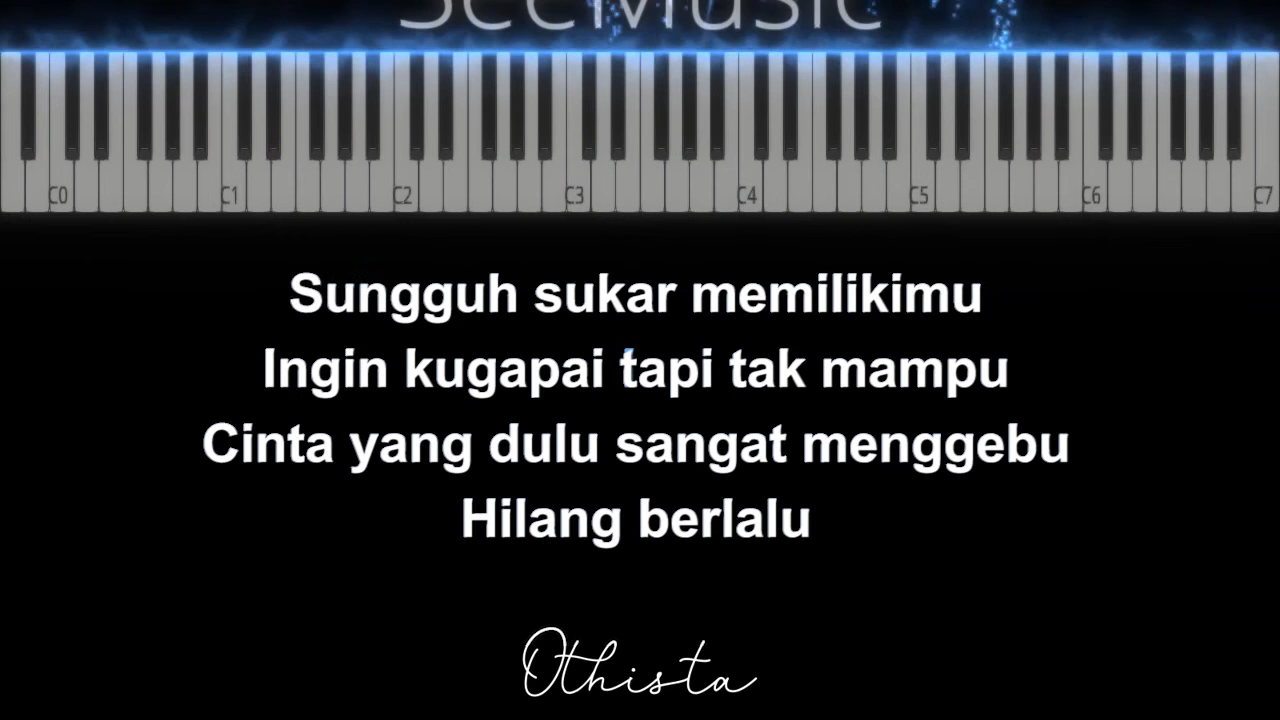 SeeMusic
C0 C1 C2 C3 C4 C5 C6 C7
Sungguh sukar memilikimu
Ingin kugapai tapi tak mampu
Cinta yang dulu sangat menggebu
Hilang berlalu
Othista